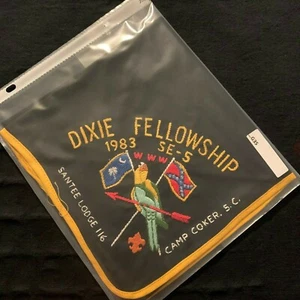 DIXIE FELLOWSHIP
1983 SE-5
WWW
SANTEE LODGE 116
CAMP COKER, S.C.